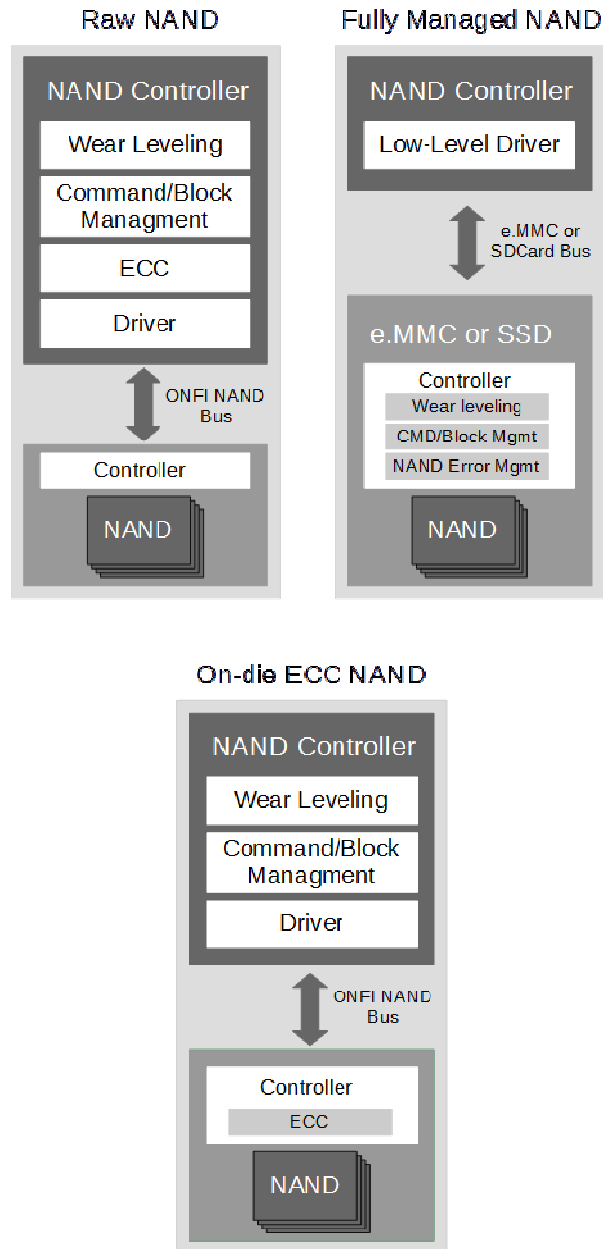 Raw NAND
NAND Controller
Wear Leveling
Command/Block
Managment
ECC
Driver
ONFI NAND
Bus
Controller
NAND
Fully Managed NAND
NAND Controller
Low-Level Driver
e.MMC or
SDCard Bus
e.MMC or SSD
Controller
Wear leveling
CMD/Block Mgmt
NAND Error Mgmt
NAND
On-die ECC NAND
NAND Controller
Wear Leveling
Command/Block
Managment
Driver
ONFI NAND
Bus
Controller
ECC
NAND